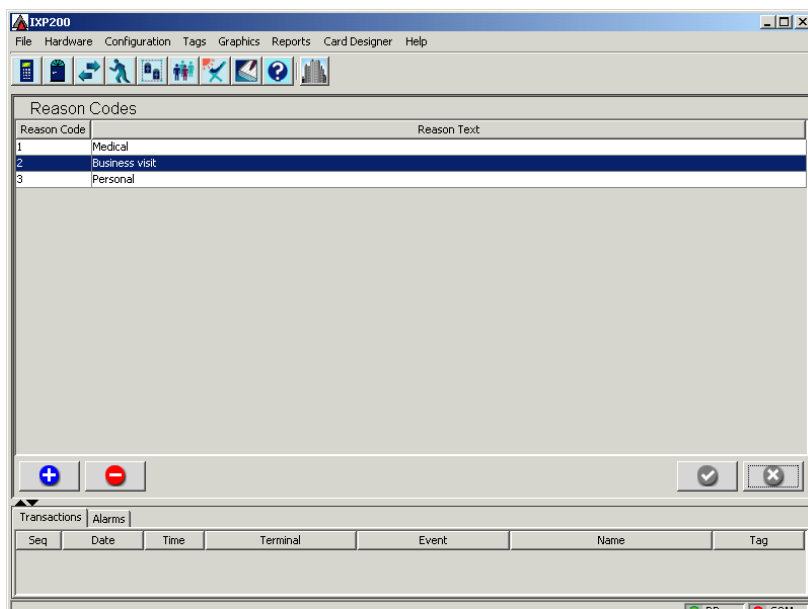 IXP200
File Hardware Configuration Tags Graphics Reports Card Designer Help
Reason Codes
Reason Code Reason Text
1 Medical
2 Business visit
3 Personal
Transactions Alarms
Seq Date Time Terminal Event Name Tag